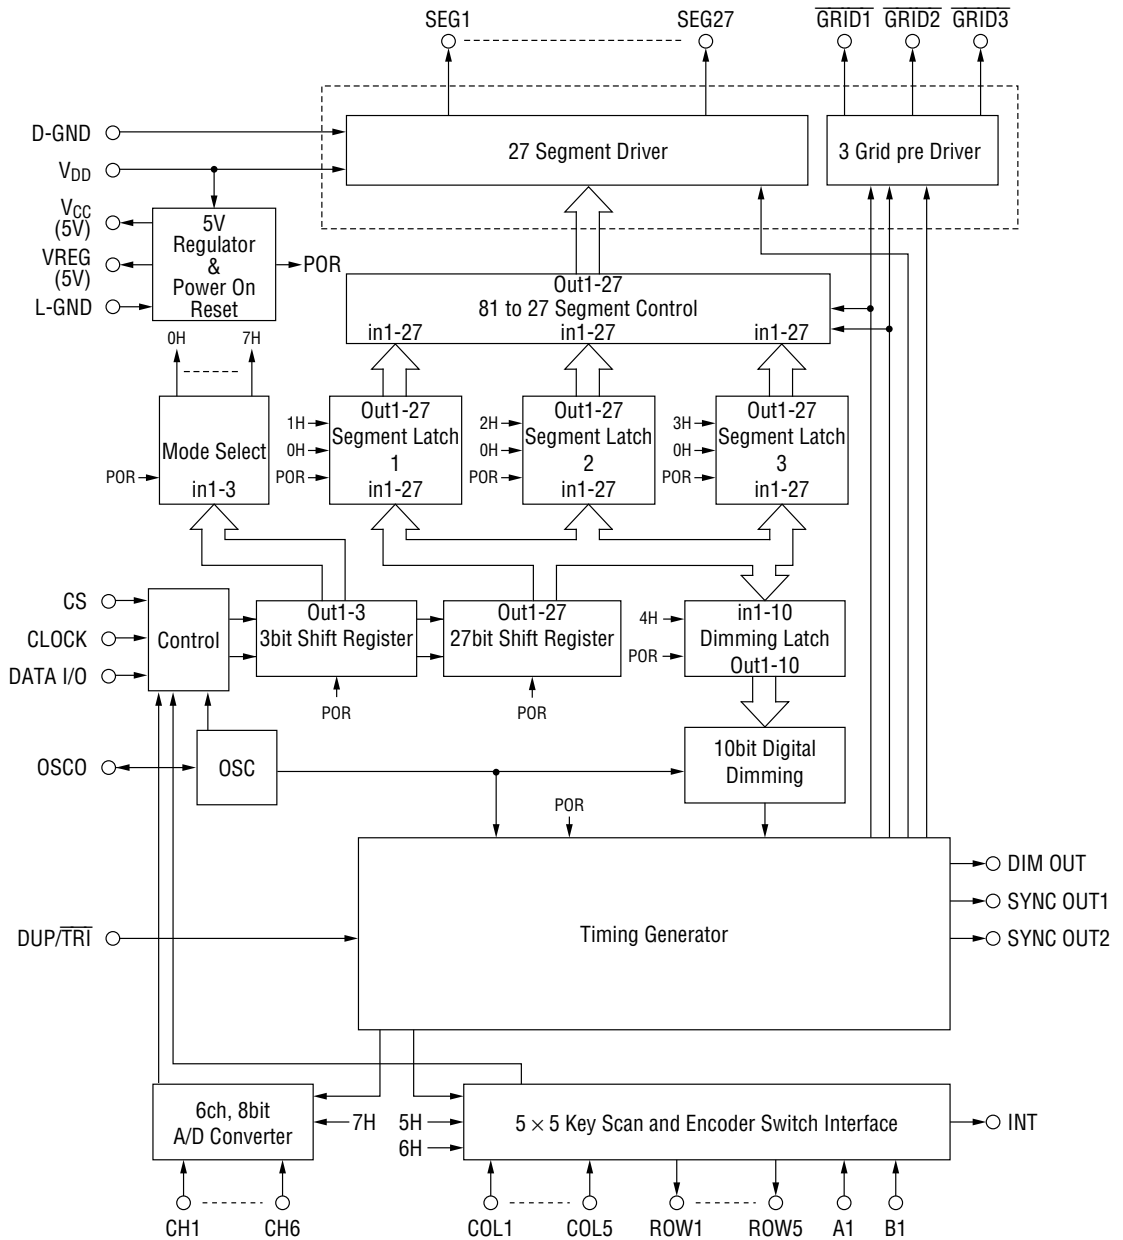 SEG1 SEG27 GRID1 GRID2 GRID3
D-GND
27 Segment Driver
3 Grid pre Driver
VDD
VCC
(5V)
VREG
(5V)
L-GND
5V
Regulator
&
Power On
Reset
POR
Out1-27
81 to 27 Segment Control
in1-27 in1-27 in1-27
0H 7H
Mode Select
in1-3
POR
1H
0H
POR
Out1-27
Segment Latch
1
in1-27
2H
0H
POR
Out1-27
Segment Latch
2
in1-27
3H
0H
POR
Out1-27
Segment Latch
3
in1-27
CS
CLOCK
DATA I/O
Control
Out1-3
3bit Shift Register
POR
Out1-27
27bit Shift Register
POR
4H
POR
in1-10
Dimming Latch
Out1-10
OSCO
OSC
10bit Digital
Dimming
POR
DUP/TRI
Timing Generator
DIM OUT
SYNC OUT1
SYNC OUT2
6ch, 8bit
A/D Converter
7H
5H
6H
5 × 5 Key Scan and Encoder Switch Interface
INT
CH1 CH6 COL1 COL5 ROW1 ROW5 A1 B1